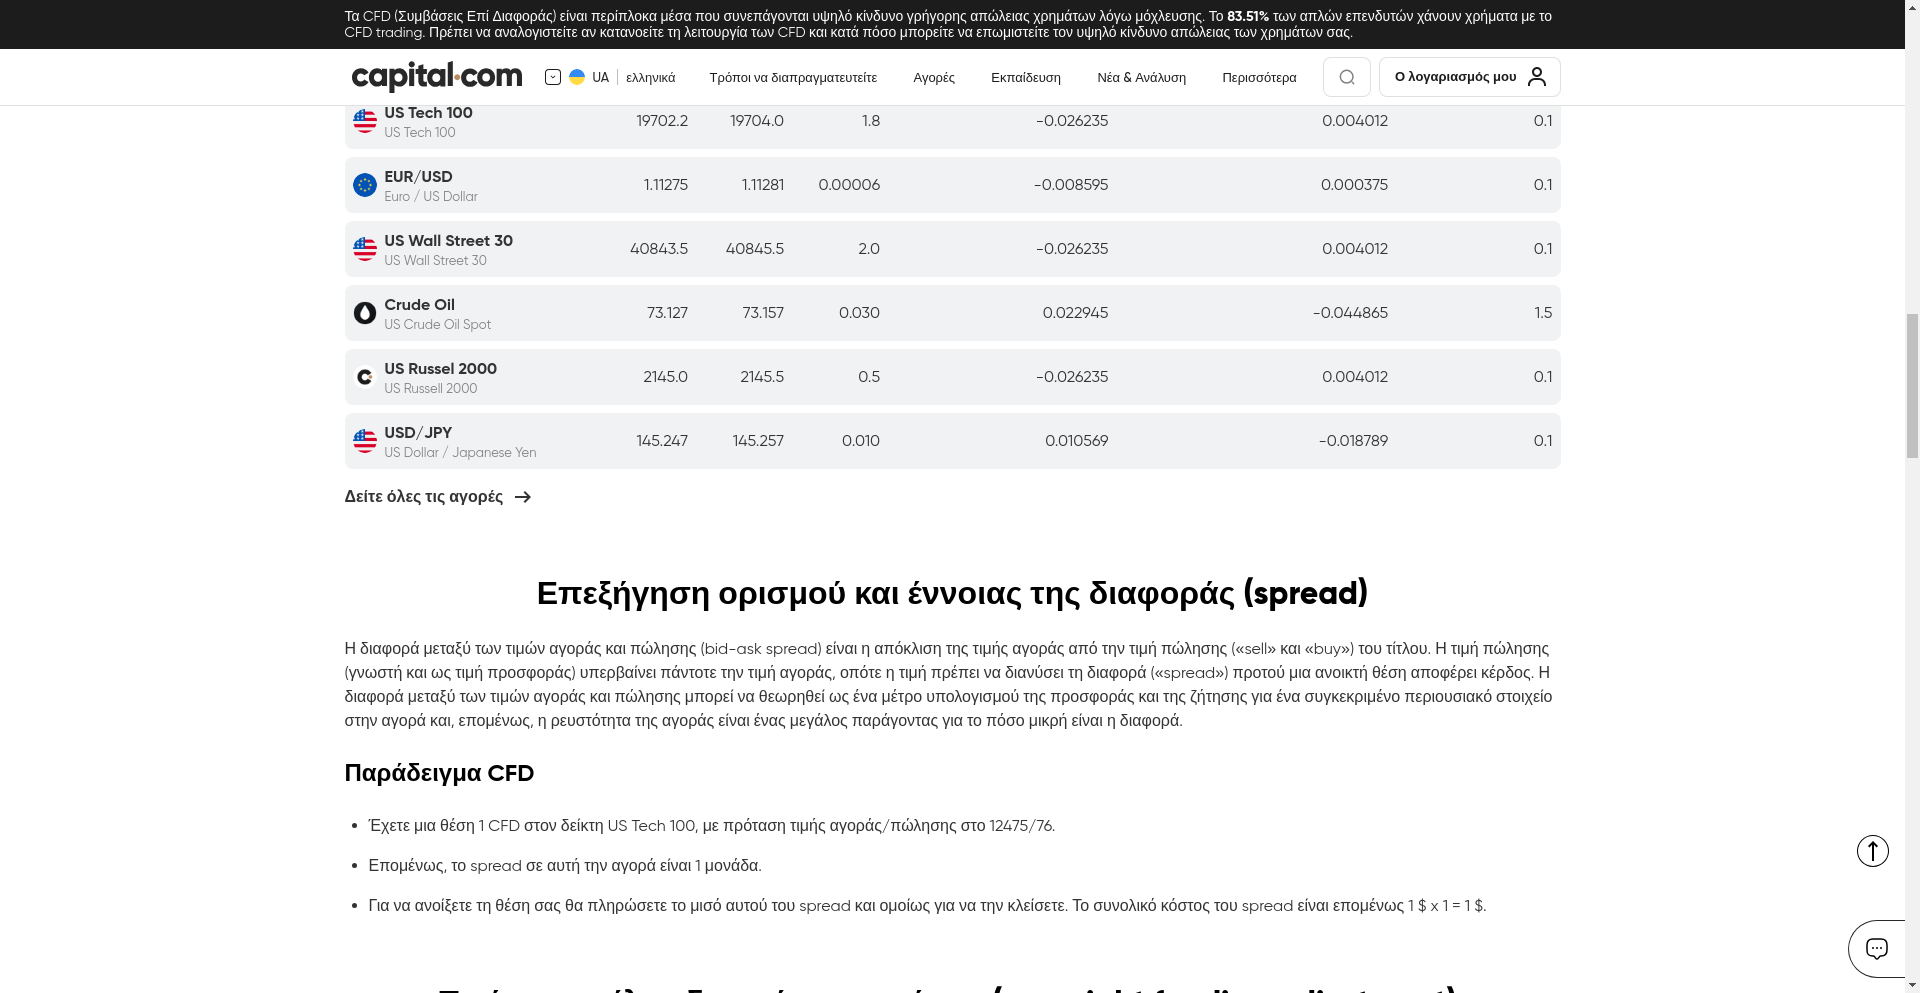 Τα CFD (Συμβάσεις Επί Διαφοράς) είναι περίπλοκα μέσα που συνεπάγονται υψηλό κίνδυνο γρήγορης απώλειας χρημάτων λόγω μόχλευσης. Το 83.51% των απλών επενδυτών χάνουν χρήματα με το
CFD trading. Πρέπει να αναλογιστείτε αν κατανοείτε τη λειτουργία των CFD και κατά πόσο μπορείτε να επωμιστείτε τον υψηλό κίνδυνο απώλειας των χρημάτων σας.
capital.com UA ελληνικά Τρόποι να διαπραγματευτείτε Αγορές Εκπαίδευση Νέα & Ανάλυση Περισσότερα Ο λογαριασμός μου
US Tech 100
US Tech 100
19702.2 19704.0 1.8 -0.026235 0.004012 0.1
EUR/USD
Euro / US Dollar
1.11275 1.11281 0.00006 -0.008595 0.000375 0.1
US Wall Street 30
US Wall Street 30
40843.5 40845.5 2.0 -0.026235 0.004012 0.1
Crude Oil
US Crude Oil Spot
73.127 73.157 0.030 0.022945 -0.044865 1.5
US Russel 2000
US Russell 2000
2145.0 2145.5 0.5 -0.026235 0.004012 0.1
USD/JPY
US Dollar / Japanese Yen
145.247 145.257 0.010 0.010569 -0.018789 0.1
Δείτε όλες τις αγορές
Επεξήγηση ορισμού και έννοιας της διαφοράς (spread)
Η διαφορά μεταξύ των τιμών αγοράς και πώλησης (bid-ask spread) είναι η απόκλιση της τιμής αγοράς από την τιμή πώλησης («sell» και «buy») του τίτλου. Η τιμή πώλησης
(γνωστή και ως τιμή προσφοράς) υπερβαίνει πάντοτε την τιμή αγοράς, οπότε η τιμή πρέπει να διανύσει τη διαφορά («spread») προτού μια ανοικτή θέση αποφέρει κέρδος. Η
διαφορά μεταξύ των τιμών αγοράς και πώλησης μπορεί να θεωρηθεί ως ένα μέτρο υπολογισμού της προσφοράς και της ζήτησης για ένα συγκεκριμένο περιουσιακό στοιχείο
στην αγορά και, επομένως, η ρευστότητα της αγοράς είναι ένας μεγάλος παράγοντας για το πόσο μικρή είναι η διαφορά.
Παράδειγμα CFD
• Έχετε μια θέση 1 CFD στον δείκτη US Tech 100, με πρόταση τιμής αγοράς/πώλησης στο 12475/76.
• Επομένως, το spread σε αυτή την αγορά είναι 1 μονάδα.
• Για να ανοίξετε τη θέση σας θα πληρώσετε το μισό αυτού του spread και ομοίως για να την κλείσετε. Το συνολικό κόστος του spread είναι επομένως 1 $ x 1 = 1 $.